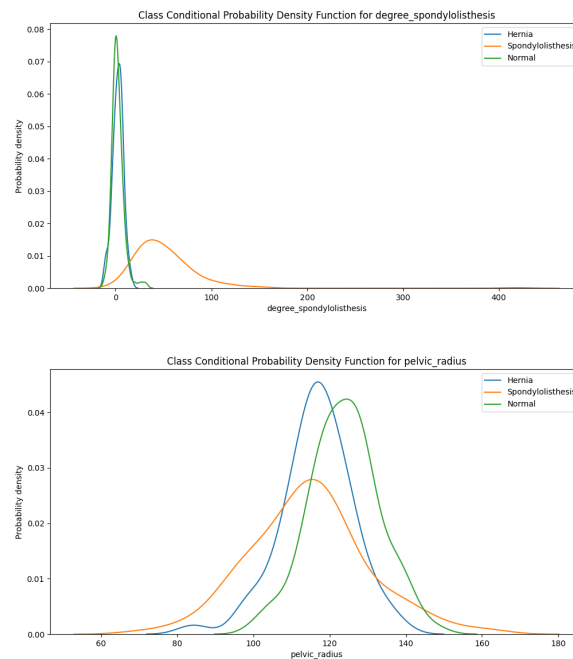 Class Conditional Probability Density Function for degree_spondylolisthesis
0.08
0.07
0.06
0.05
0.04
0.03
0.02
0.01
0.00
Probability density
Hernia
Spondylolisthesis
Normal
0 100 200 300 400
degree_spondylolisthesis
Class Conditional Probability Density Function for pelvic_radius
0.04
0.03
0.02
0.01
0.00
Probability density
Hernia
Spondylolisthesis
Normal
60 80 100 120 140 160 180
pelvic_radius